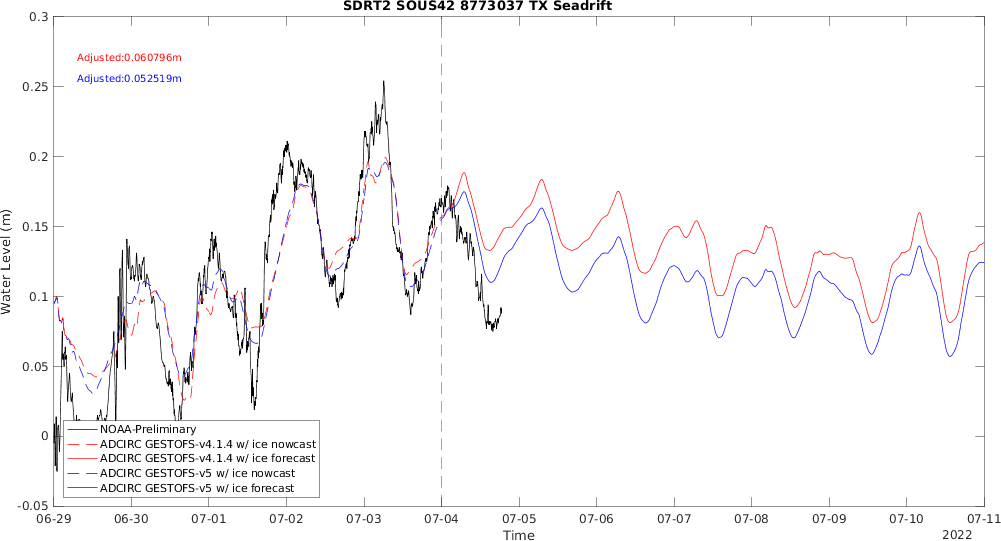 SDRT2 SOUS42 8773037 TX Seadrift
0.3
0.25
0.2
0.15
0.1
0.05
0
-0.05
Water Level (m)
Adjusted:0.060796m
Adjusted:0.052519m
NOAA-Preliminary
ADCIRC GESTOFS-v4.1.4 w/ ice nowcast
ADCIRC GESTOFS-v4.1.4 w/ ice forecast
ADCIRC GESTOFS-v5 w/ ice nowcast
ADCIRC GESTOFS-v5 w/ ice forecast
06-29 06-30 07-01 07-02 07-03 07-04 07-05 07-06 07-07 07-08 07-09 07-10 07-11
Time
2022